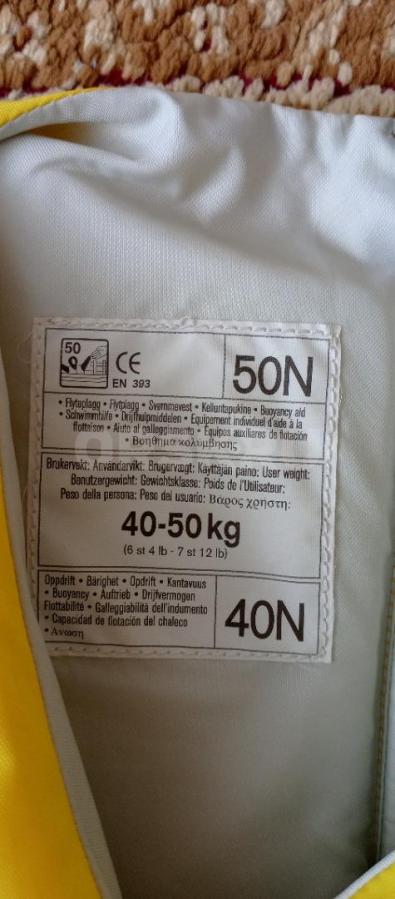 50
CE
EN 393
50N
• Flyteplagg • Flytplagg • Svømmevest • Kelluntapukine • Buoyancy aid
• Schwimmhilfe • Drijfhulpmiddelen • Equipement individuel d'aide à la
flottaison • Aiuto al galleggiamento • Equipos auxiliares de flotación
• Βοήθημα κολύμβησης
Brukervekt: Användarvikt: Brugervægt: Käyttäjän paino: User weight:
Benutzergewicht: Gewichtsklasse: Poids de l'Utilisateur:
Peso della persona: Peso del usuario: Βάρος χρήστη:
40-50 kg
(6 st 4 lb - 7 st 12 lb)
Oppdrift • Bärighet • Opdrift • Kantavuus
• Buoyancy • Auftrieb • Drijfvermogen
Flottabilité • Galleggiabilità dell'indumento
• Capacidad de flotación del chaleco
• Άνωση
40N